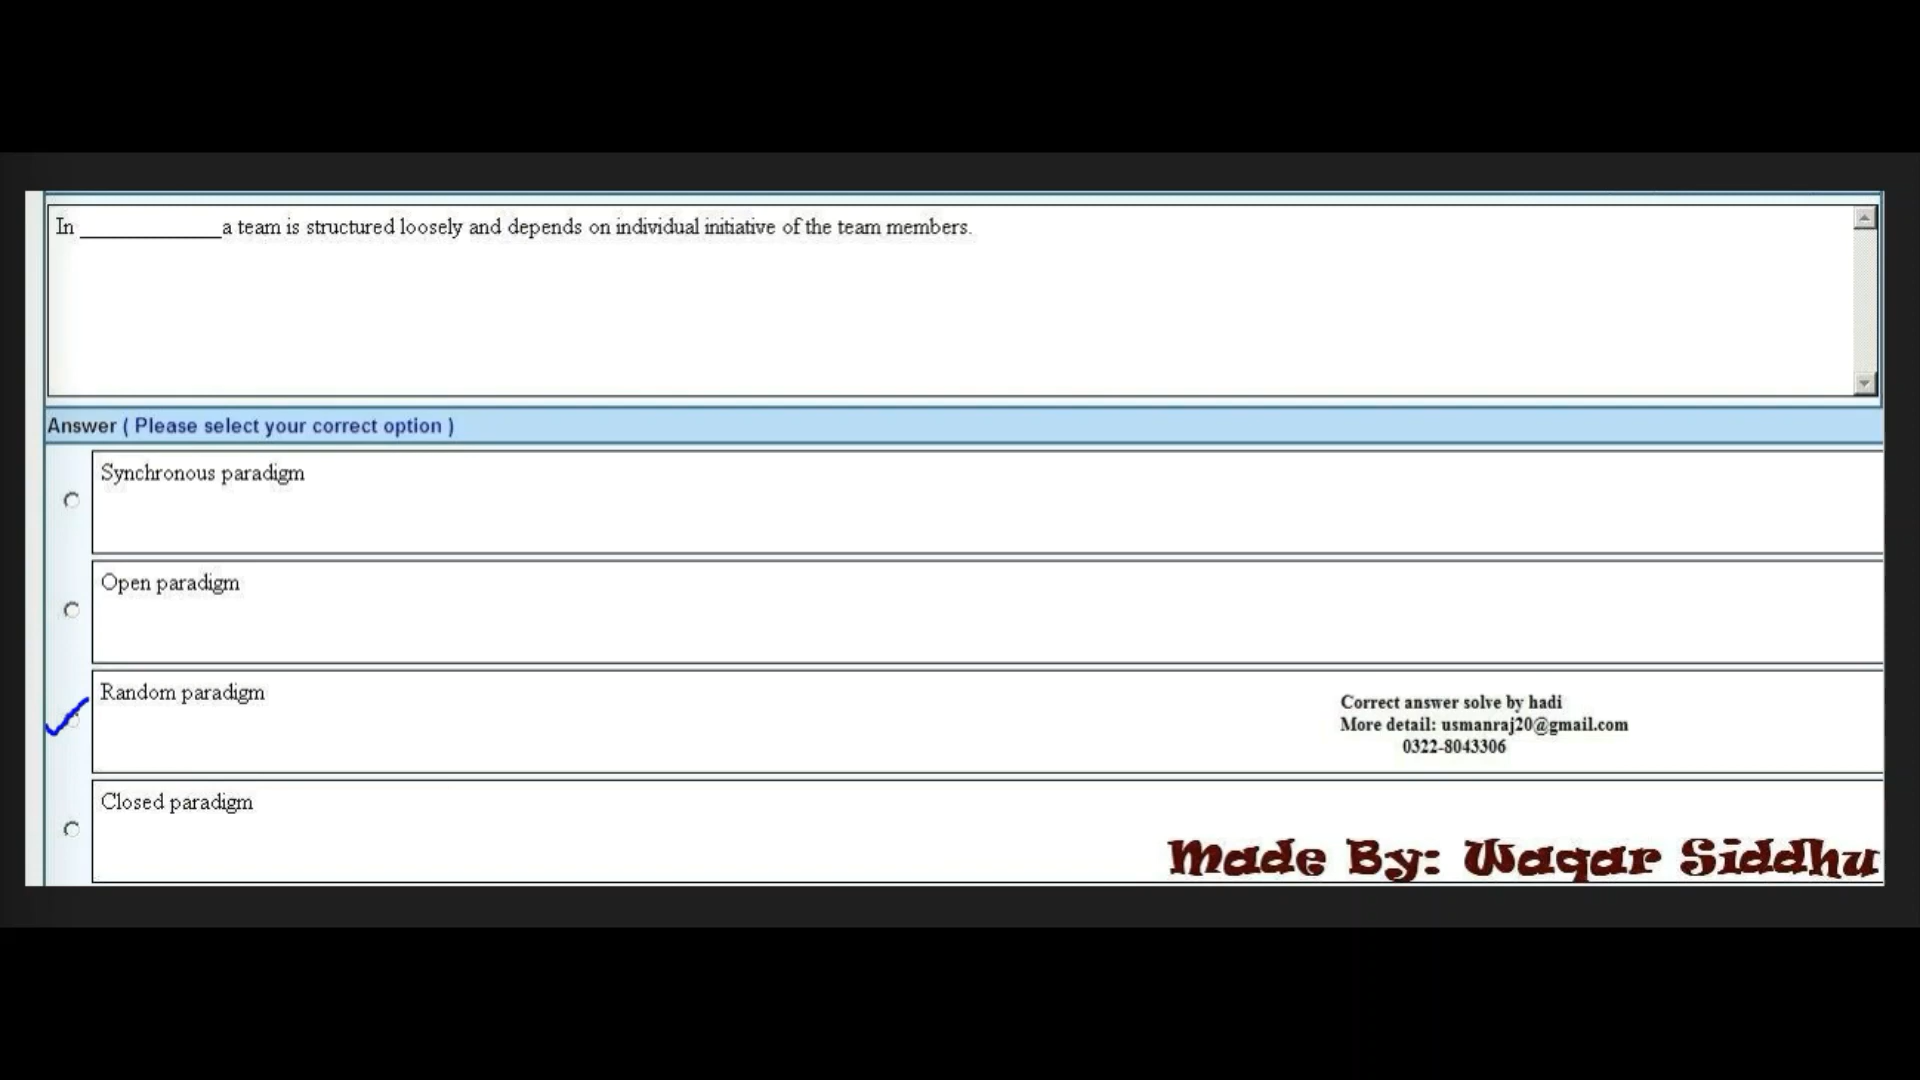 In _____________a team is structured loosely and depends on individual initiative of the team members.
Answer ( Please select your correct option )
Synchronous paradigm
Open paradigm
Random paradigm
Correct answer solve by hadi
More detail: usmanraj20@gmail.com
0322-8043306
Closed paradigm
Made By: Waqar Siddhu